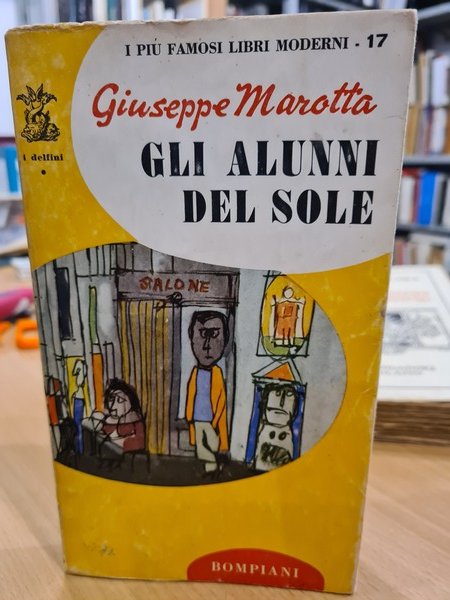 I PIÙ FAMOSI LIBRI MODERNI - 17
Giuseppe Marotta
GLI ALUNNI
DEL SOLE
i delfini
SALONE
BOMPIANI